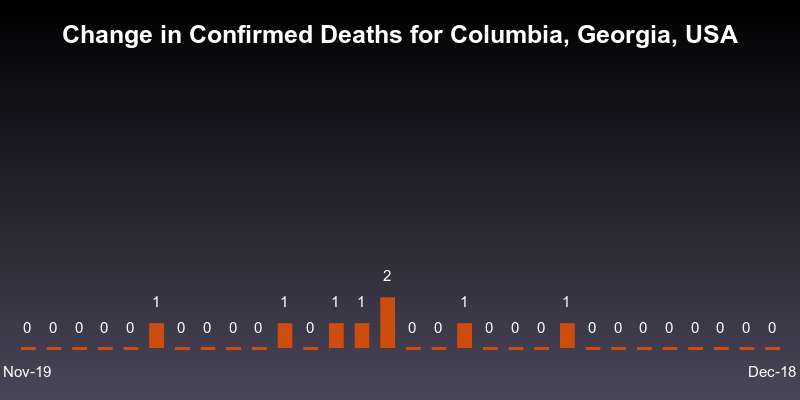 Change in Confirmed Deaths for Columbia, Georgia, USA
2
1 1 1 1 1 1
0 0 0 0 0 0 0 0 0 0 0 0 0 0 0 0 0 0 0 0 0 0 0
Nov-19 Dec-18